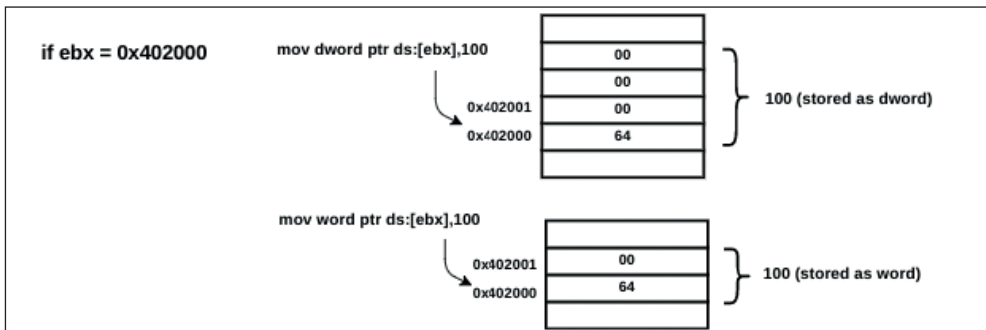 if ebx = 0x402000
mov dword ptr ds:[ebx],100
00
00
0x402001 00
0x402000 64
100 (stored as dword)
mov word ptr ds:[ebx],100
0x402001 00
0x402000 64
100 (stored as word)